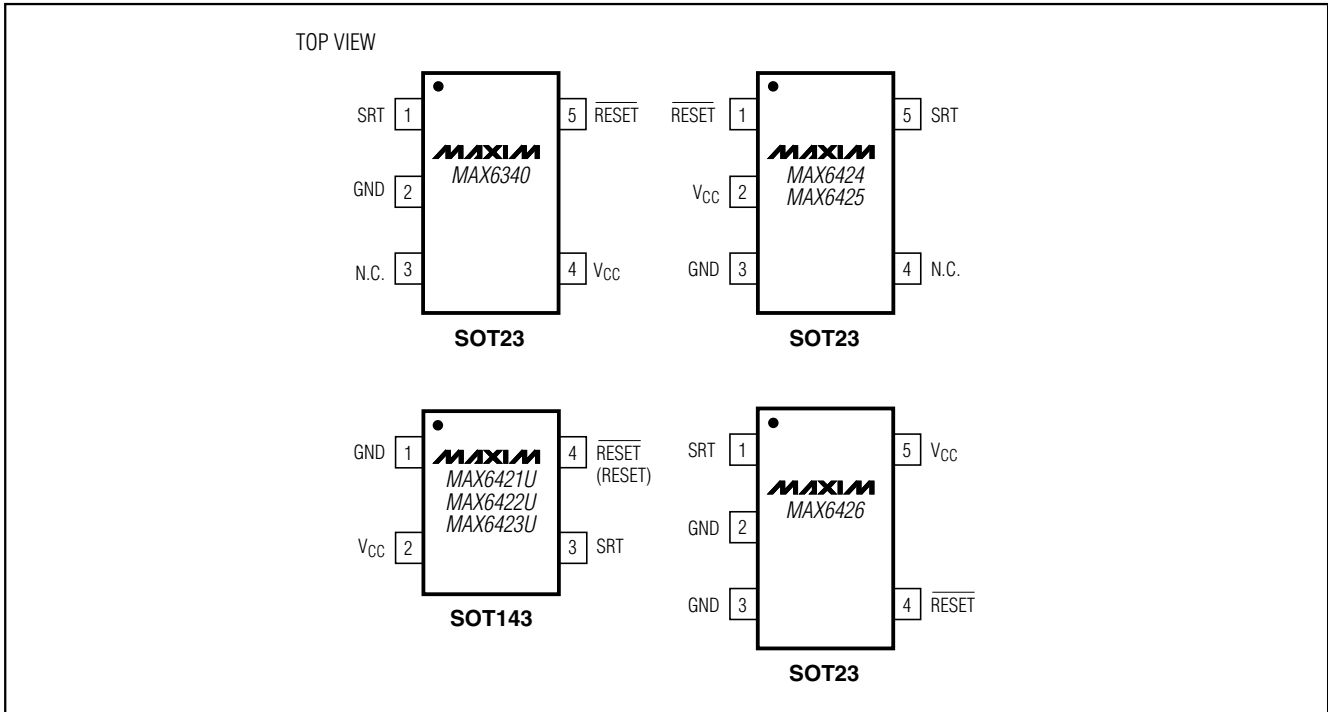 TOP VIEW
SRT 1
5 RESET
MAXIM
MAX6340
GND 2
N.C. 3
4 VCC
SOT23
RESET 1
5 SRT
MAXIM
MAX6424
MAX6425
VCC 2
GND 3
4 N.C.
SOT23
GND 1
4 RESET
(RESET)
MAXIM
MAX6421U
MAX6422U
MAX6423U
VCC 2
3 SRT
SOT143
SRT 1
5 VCC
MAXIM
MAX6426
GND 2
GND 3
4 RESET
SOT23